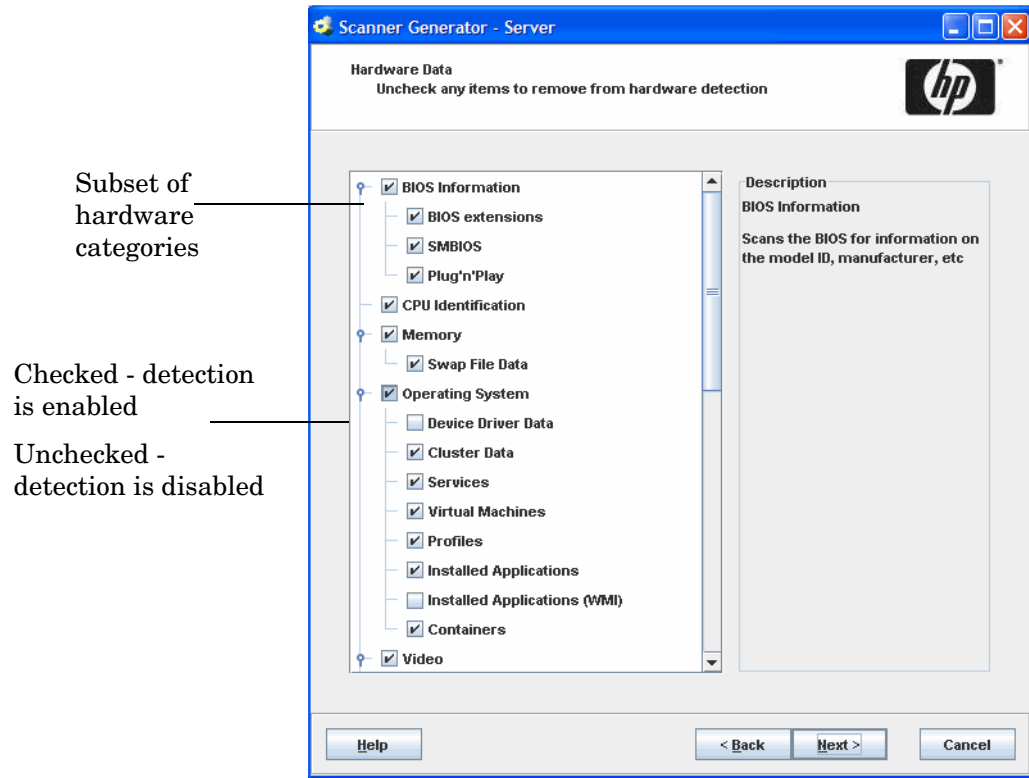 Scanner Generator - Server
Hardware Data
Uncheck any items to remove from hardware detection
hp
Subset of
hardware
categories
Checked - detection
is enabled
Unchecked -
detection is disabled
BIOS Information
BIOS extensions
SMBIOS
Plug'n'Play
CPU Identification
Memory
Swap File Data
Operating System
Device Driver Data
Cluster Data
Services
Virtual Machines
Profiles
Installed Applications
Installed Applications (WMI)
Containers
Video
Description
BIOS Information
Scans the BIOS for information on
the model ID, manufacturer, etc
Help
< Back
Next >
Cancel